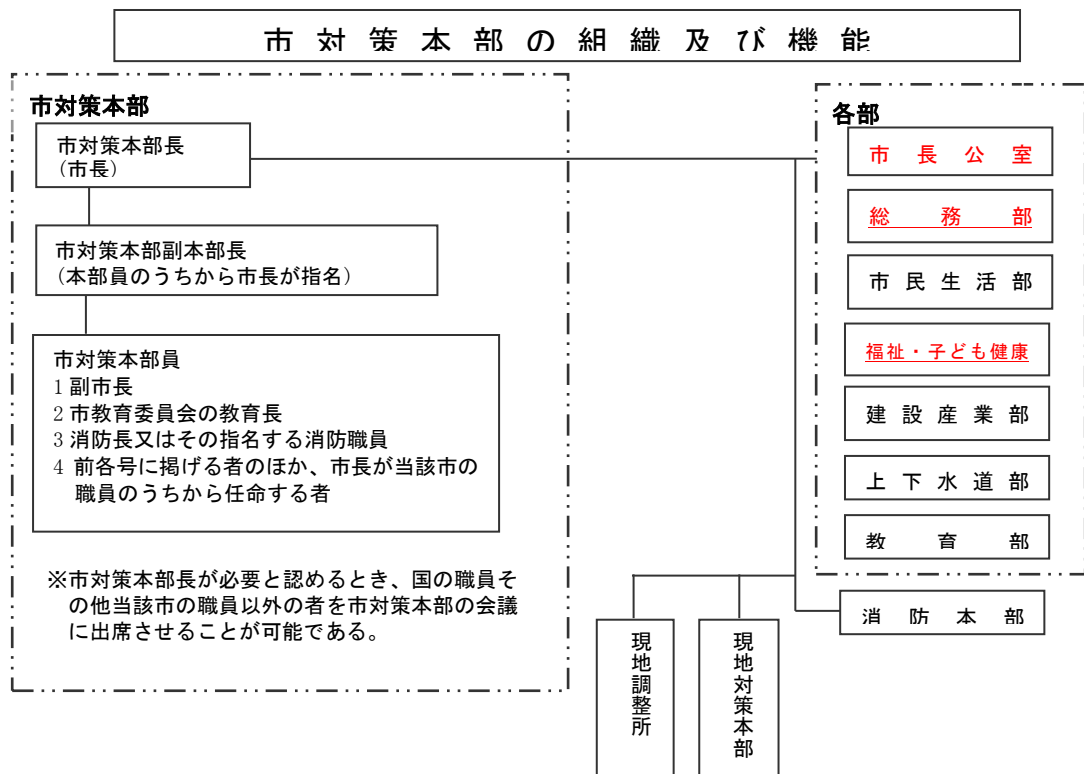 市対策本部の組織及び機能
市対策本部
市対策本部長
(市長)
市対策本部副本部長
(本部員のうちから市長が指名)
市対策本部員
1 副市長
2 市教育委員会の教育長
3 消防長又はその指名する消防職員
4 前各号に掲げる者のほか、市長が当該市の
職員のうちから任命する者
※市対策本部長が必要と認めるとき、国の職員そ
の他当該市の職員以外の者を市対策本部の会議
に出席させることが可能である。
各部
市長公室
総務部
市民生活部
福祉・子ども健康
建設産業部
上下水道部
教育部
消防本部
現地調整所
現地対策本部